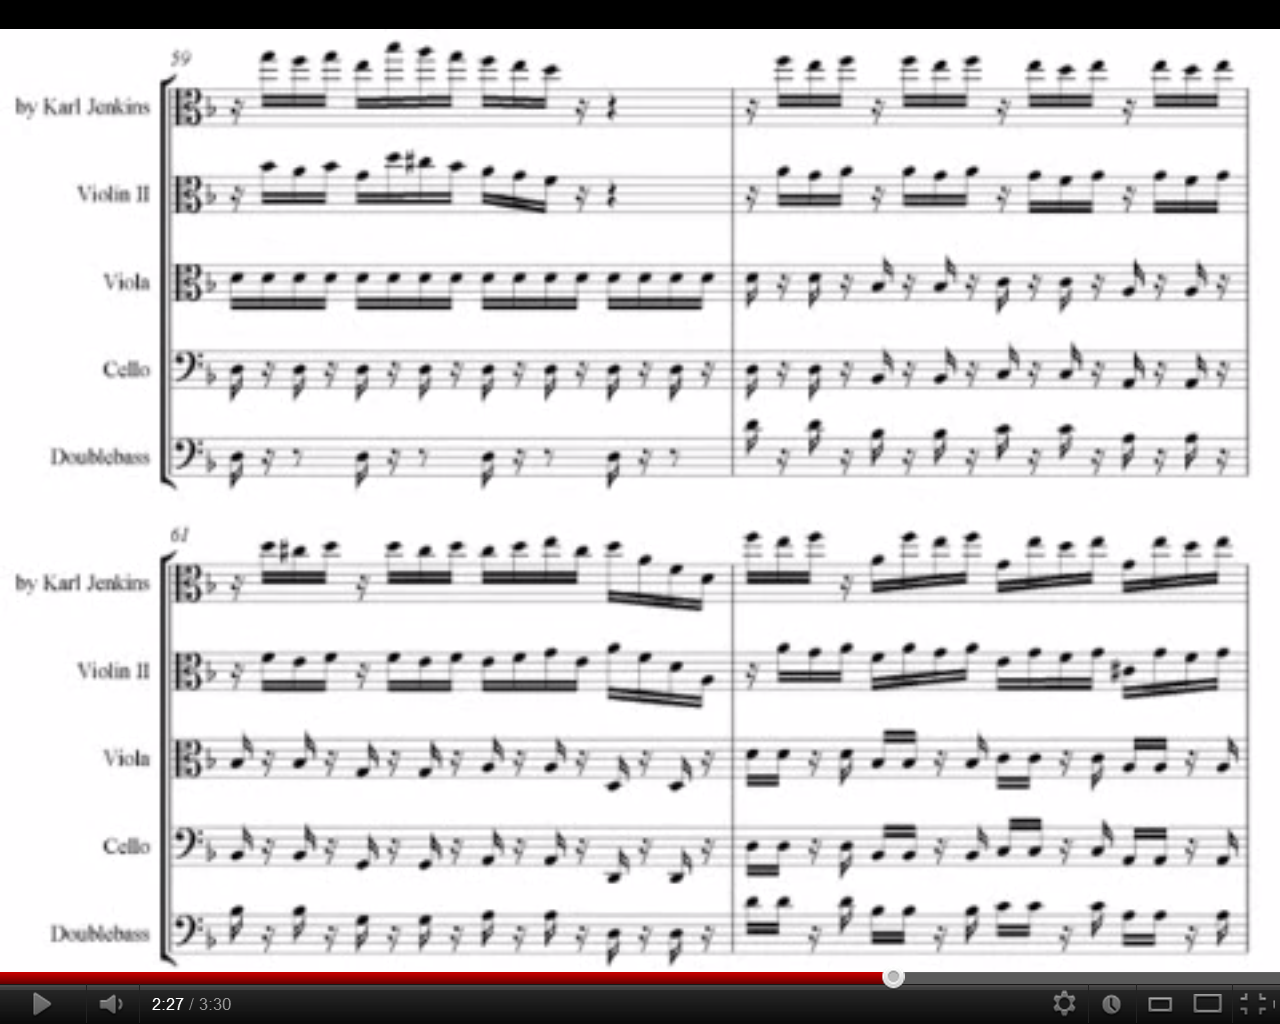 59
by Karl Jenkins
Violin II
Viola
Cello
Doublebass
61
by Karl Jenkins
Violin II
Viola
Cello
Doublebass
2:27 / 3:30